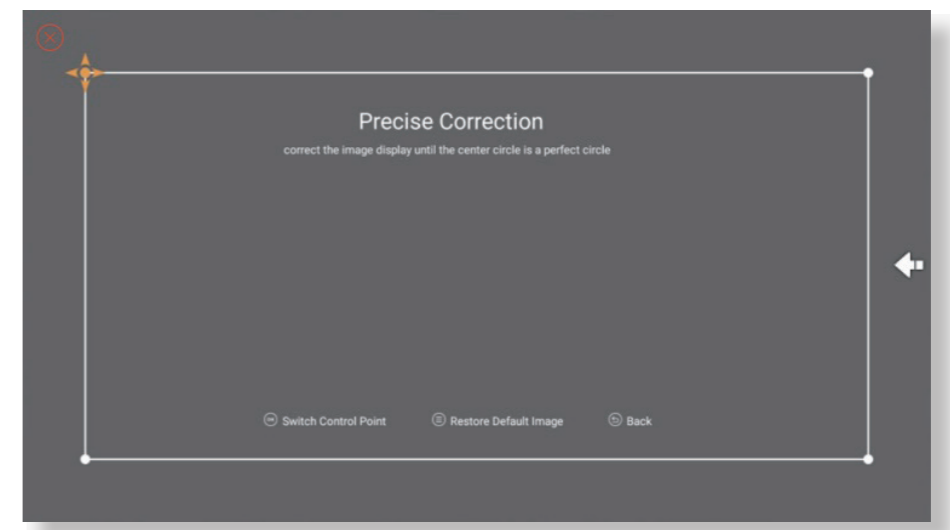 Precise Correction
correct the image display until the center circle is a perfect circle
Switch Control Point Restore Default Image Back